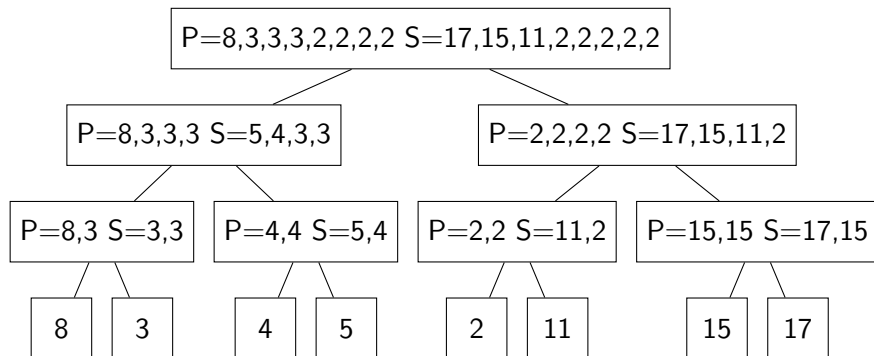 P=8,3,3,3,2,2,2,2 S=17,15,11,2,2,2,2,2
P=8,3,3,3 S=5,4,3,3
P=2,2,2,2 S=17,15,11,2
P=8,3 S=3,3
P=4,4 S=5,4
P=2,2 S=11,2
P=15,15 S=17,15
8
3
4
5
2
11
15
17